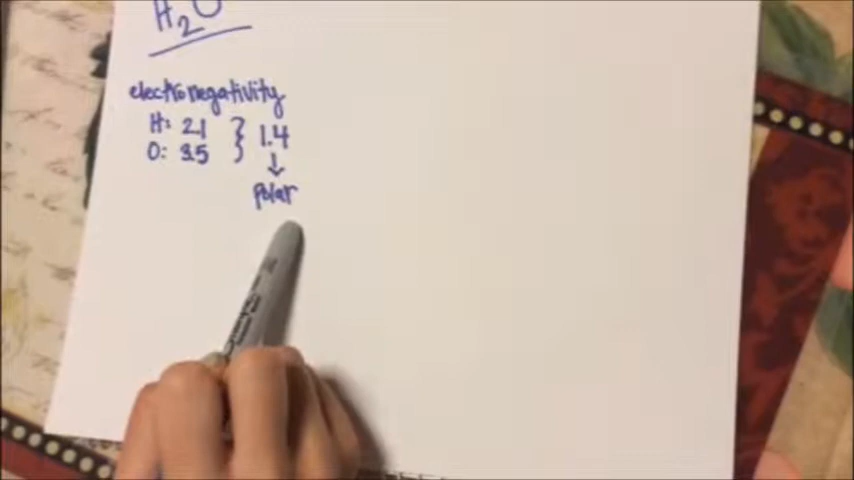 H₂O
electronegativity
H: 2.1 } 1.4
O: 3.5
↓
Polar